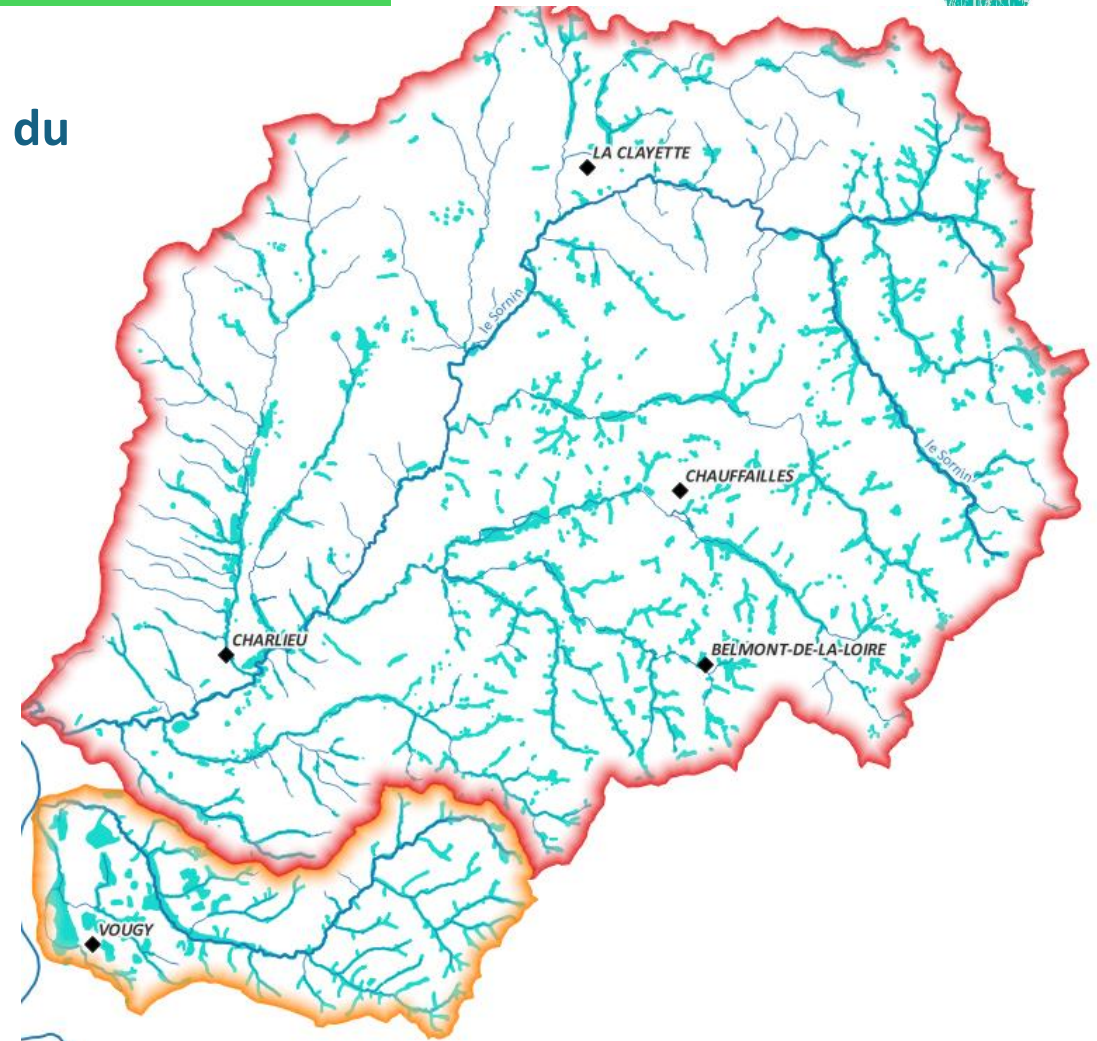 du
LA CLAYETTE
le Sornin
CHAUFFAILLES
le Sornin
CHARLIEU
BELMONT-DE-LA-LOIRE
VOUGY